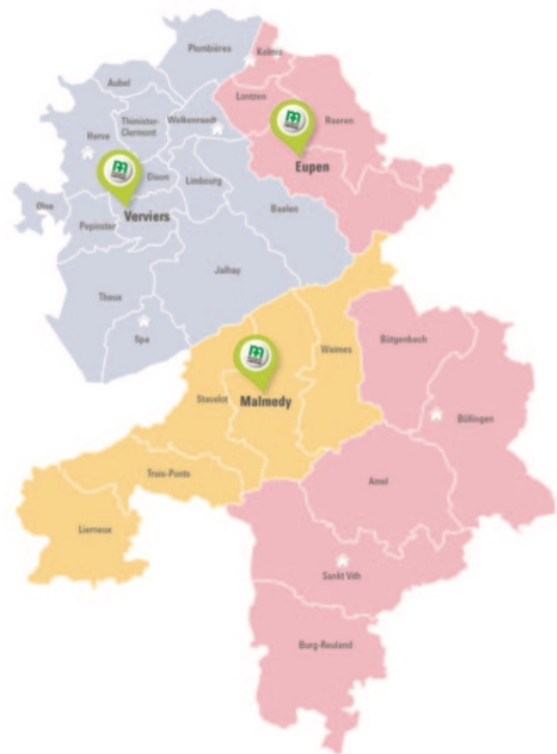 Plombières
Kelmis
Aubel
Lontzen
Thimister-
Clermont
Welkenraedt
Raeren
Herve
Eupen
Dison
Limbourg
Olne
Baelen
Verviers
Pepinster
Jalhay
Theux
Spa
Bütgenbach
Waimes
Malmedy
Stavelot
Büllingen
Trois-Ponts
Amel
Lierneux
Sankt Vith
Burg-Reuland